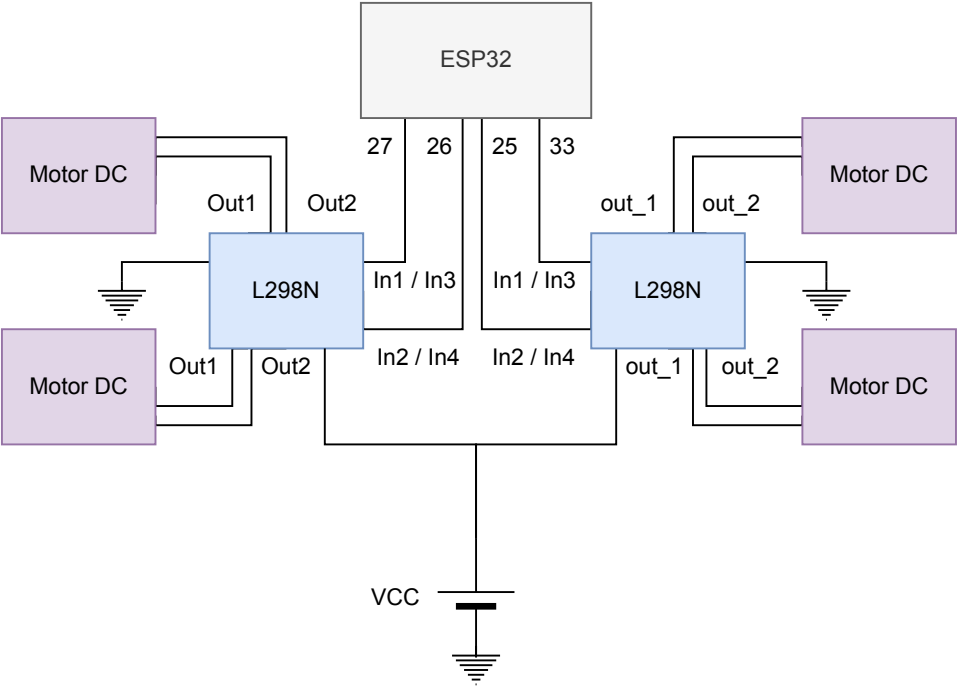 ESP32
27
26
25
33
Motor DC
Motor DC
Out1
Out2
out_1
out_2
In1 / In3
In1 / In3
L298N
L298N
In2 / In4
In2 / In4
Out1
Out2
out_1
out_2
Motor DC
Motor DC
VCC